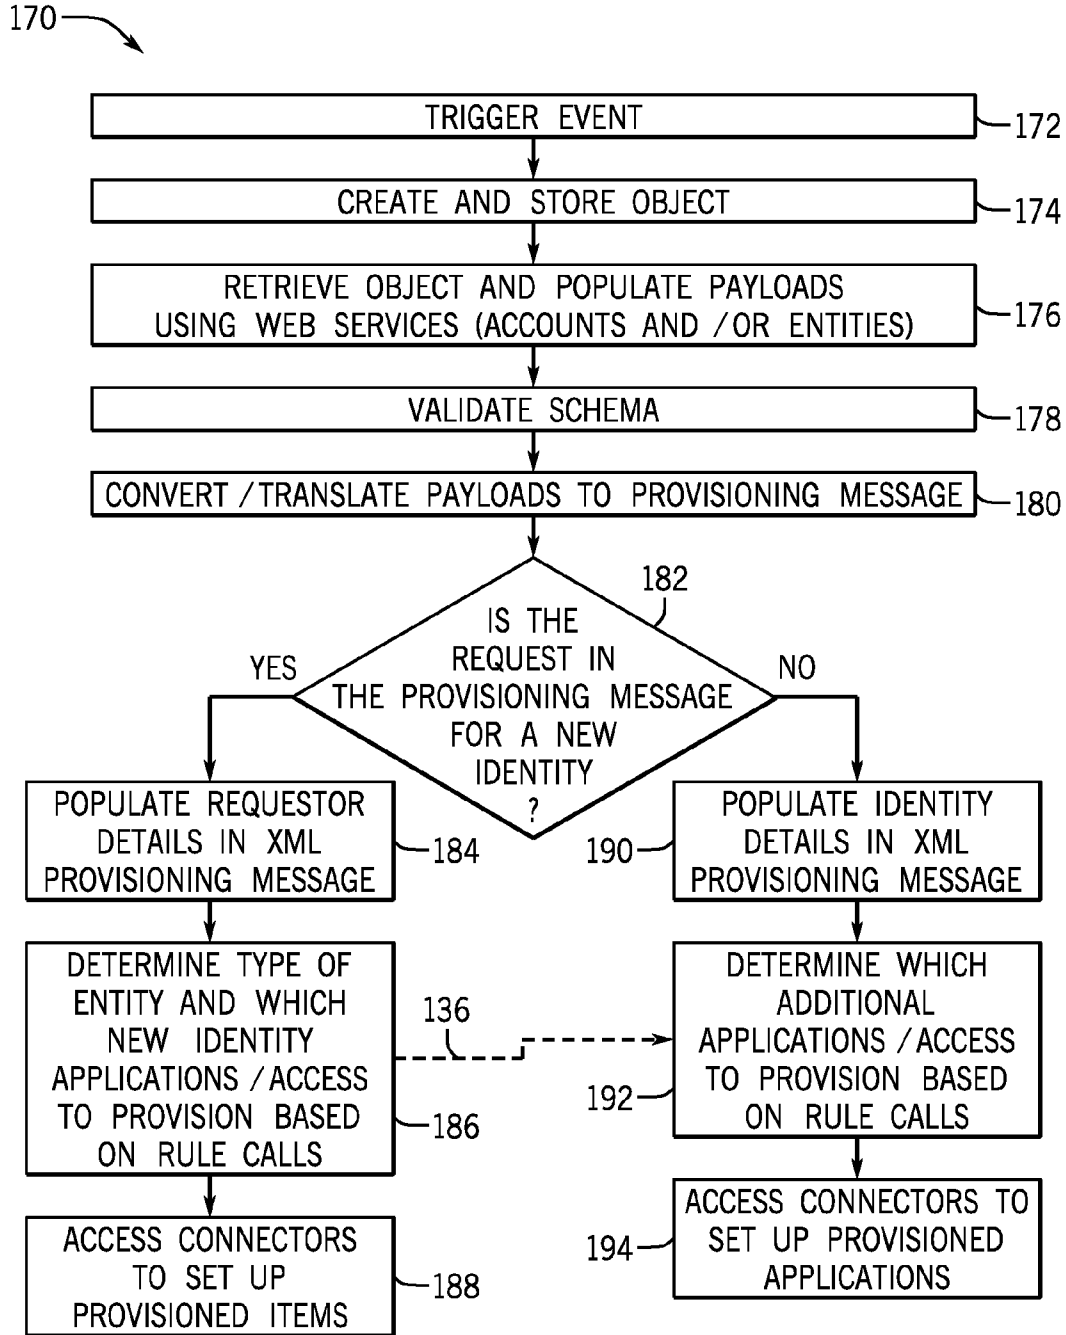 170
TRIGGER EVENT
172
CREATE AND STORE OBJECT
174
RETRIEVE OBJECT AND POPULATE PAYLOADS
USING WEB SERVICES (ACCOUNTS AND /OR ENTITIES)
176
VALIDATE SCHEMA
178
CONVERT /TRANSLATE PAYLOADS TO PROVISIONING MESSAGE
180
182
IS THE
REQUEST IN
THE PROVISIONING MESSAGE
FOR A NEW
IDENTITY
?
YES
NO
POPULATE REQUESTOR
DETAILS IN XML
PROVISIONING MESSAGE
184
DETERMINE TYPE OF
ENTITY AND WHICH
NEW IDENTITY
APPLICATIONS /ACCESS
TO PROVISION BASED
ON RULE CALLS
186
136
ACCESS CONNECTORS
TO SET UP
PROVISIONED ITEMS
188
POPULATE IDENTITY
DETAILS IN XML
PROVISIONING MESSAGE
190
DETERMINE WHICH
ADDITIONAL
APPLICATIONS /ACCESS
TO PROVISION BASED
ON RULE CALLS
192
ACCESS CONNECTORS TO
SET UP PROVISIONED
APPLICATIONS
194